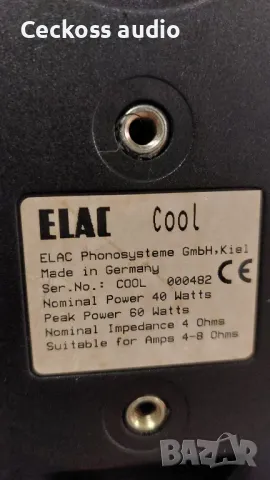 Ceckoss audio
ELAC Cool
ELAC Phonosysteme GmbH,Kiel
Made in Germany
Ser.No.: COOL 000482 CE
Nominal Power 40 Watts
Peak Power 60 Watts
Nominal Impedance 4 Ohms
Suitable for Amps 4-8 Ohms
bazar